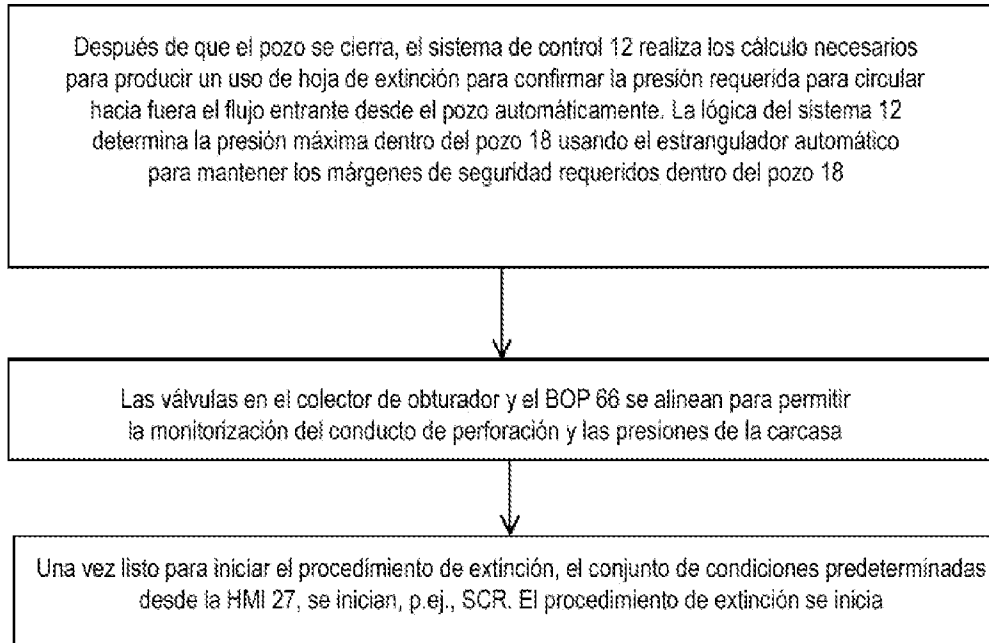 Después de que el pozo se cierra, el sistema de control 12 realiza los cálculo necesarios
para producir un uso de hoja de extinción para confirmar la presión requerida para circular
hacia fuera el flujo entrante desde el pozo automáticamente. La lógica del sistema 12
determina la presión máxima dentro del pozo 18 usando el estrangulador automático
para mantener los márgenes de seguridad requeridos dentro del pozo 18
Las válvulas en el colector de obturador y el BOP 66 se alinean para permitir
la monitorización del conducto de perforación y las presiones de la carcasa
Una vez listo para iniciar el procedimiento de extinción, el conjunto de condiciones predeterminadas
desde la HMI 27, se inician, p.ej., SCR. El procedimiento de extinción se inicia